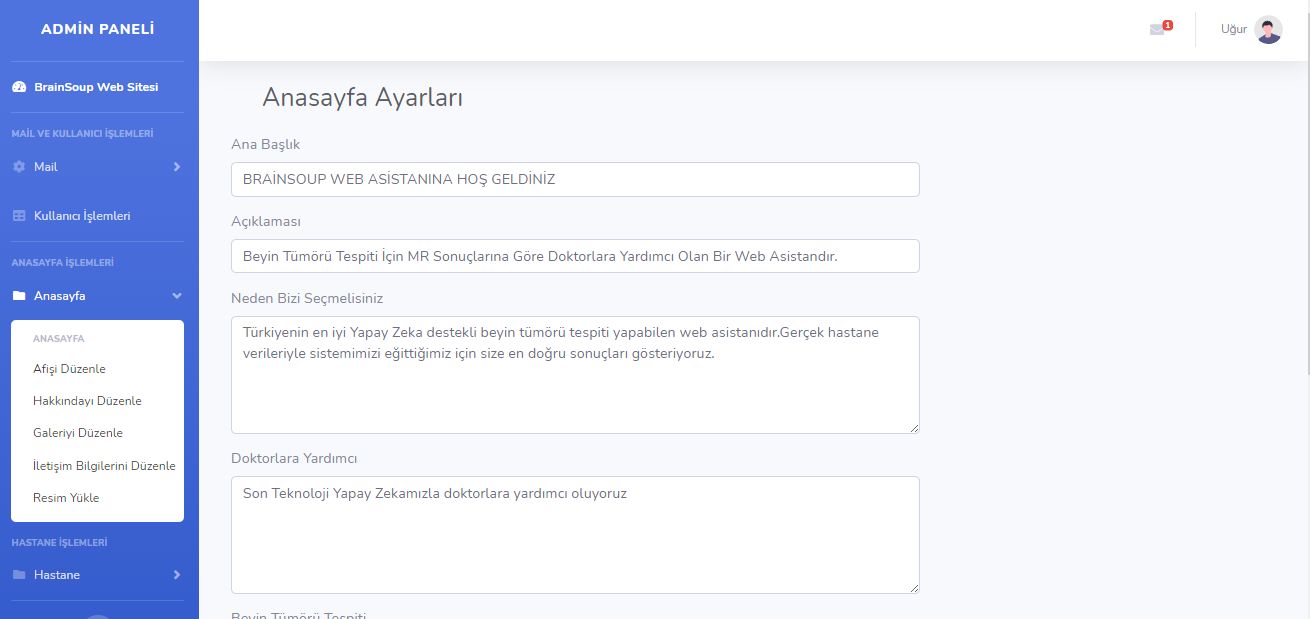 ADMİN PANELİ
BrainSoup Web Sitesi
MAİL VE KULLANICI İŞLEMLERİ
Mail
Kullanıcı İşlemleri
ANASAYFA İŞLEMLERİ
Anasayfa
ANASAYFA
Afişi Düzenle
Hakkındayı Düzenle
Galeriyi Düzenle
İletişim Bilgilerini Düzenle
Resim Yükle
HASTANE İŞLEMLERİ
Hastane
1
Uğur
Anasayfa Ayarları
Ana Başlık
BRAİNSOUP WEB ASİSTANINA HOŞ GELDİNİZ
Açıklaması
Beyin Tümörü Tespiti İçin MR Sonuçlarına Göre Doktorlara Yardımcı Olan Bir Web Asistandır.
Neden Bizi Seçmelisiniz
Türkiyenin en iyi Yapay Zeka destekli beyin tümörü tespiti yapabilen web asistanıdır.Gerçek hastane
verileriyle sistemimizi eğittiğimiz için size en doğru sonuçları gösteriyoruz.
Doktorlara Yardımcı
Son Teknoloji Yapay Zekamızla doktorlara yardımcı oluyoruz
Beyin Tümörü Tespiti